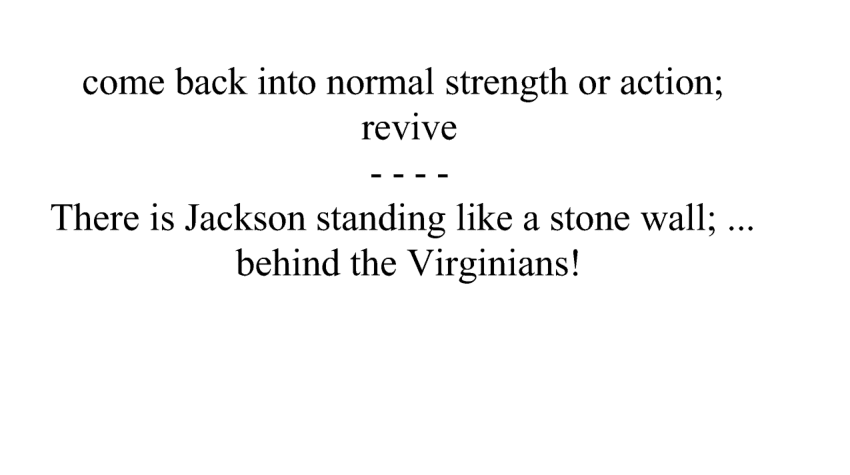 come back into normal strength or action;
revive
- - - -
There is Jackson standing like a stone wall; ...
behind the Virginians!